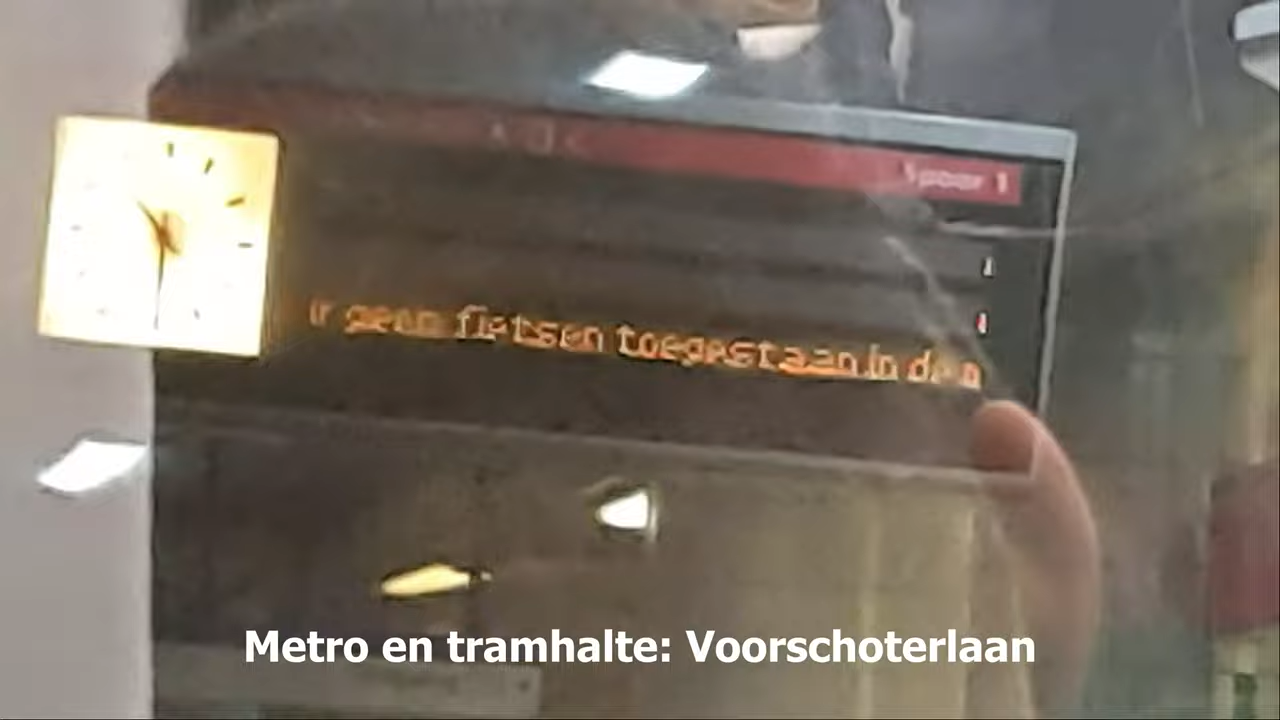 Spoor 1
geen fietsen toegestaan in de
Metro en tramhalte: Voorschoterlaan